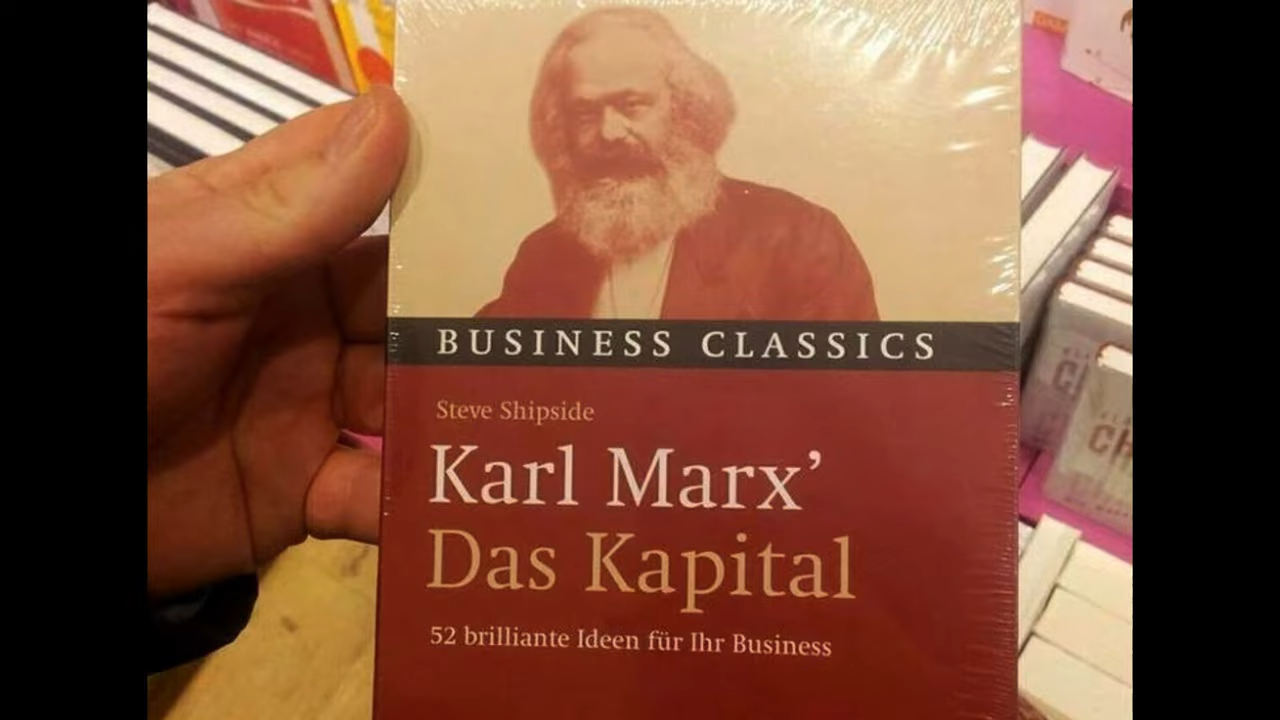 BUSINESS CLASSICS
Steve Shipside
Karl Marx’
Das Kapital
52 brilliante Ideen für Ihr Business